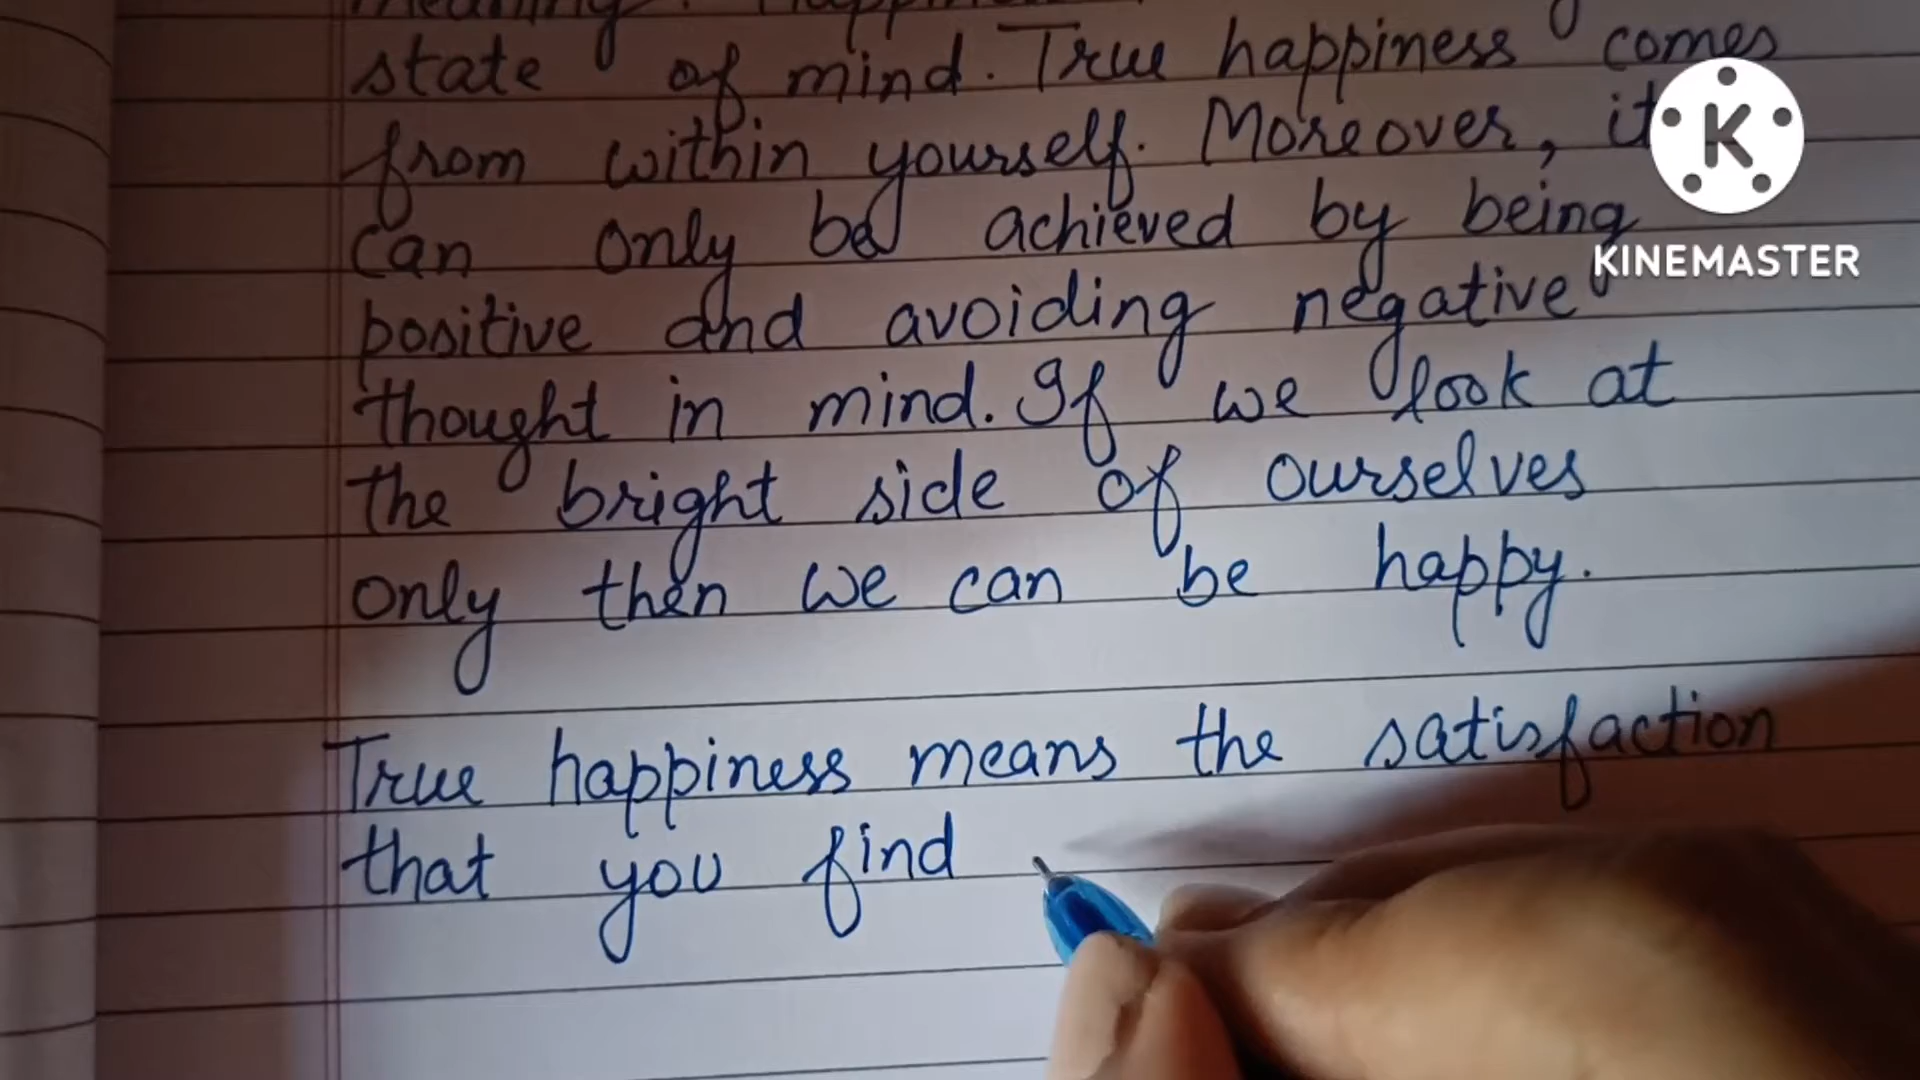 state of mind. True happiness comes
from within yourself. Moreover, it
can only be achieved by being
positive and avoiding negative
thought in mind. If we look at
the bright side of ourselves
only then we can be happy.
True happiness means the satisfaction
that you find
K
KINEMASTER